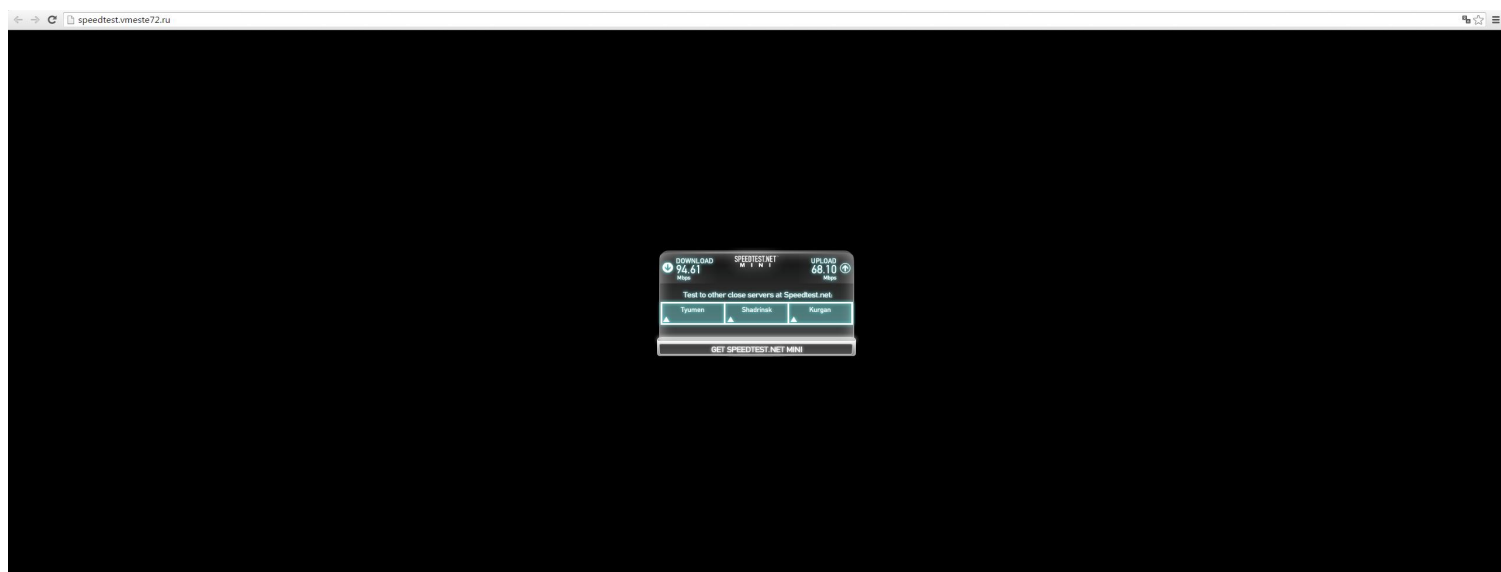 speedtest.vmeste72.ru
DOWNLOAD
94.61
Mbps
SPEEDTEST.NET
MINI
UPLOAD
68.10
Mbps
Test to other close servers at Speedtest.net:
Tyumen
Shadrinsk
Kurgan
GET SPEEDTEST.NET MINI